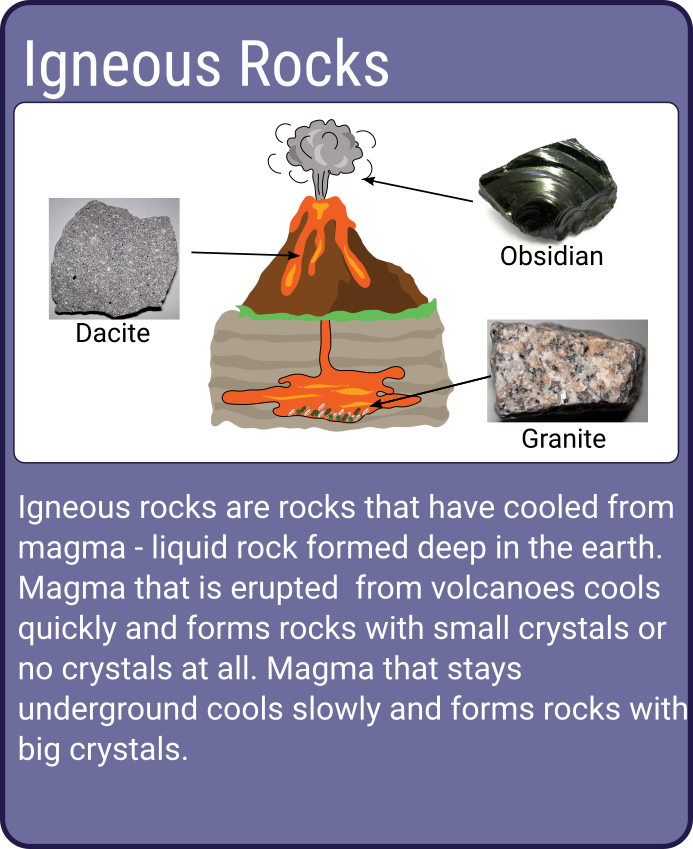 Igneous Rocks
Obsidian
Dacite
Granite
Igneous rocks are rocks that have cooled from
magma - liquid rock formed deep in the earth.
Magma that is erupted  from volcanoes cools
quickly and forms rocks with small crystals or
no crystals at all. Magma that stays
underground cools slowly and forms rocks with
big crystals.